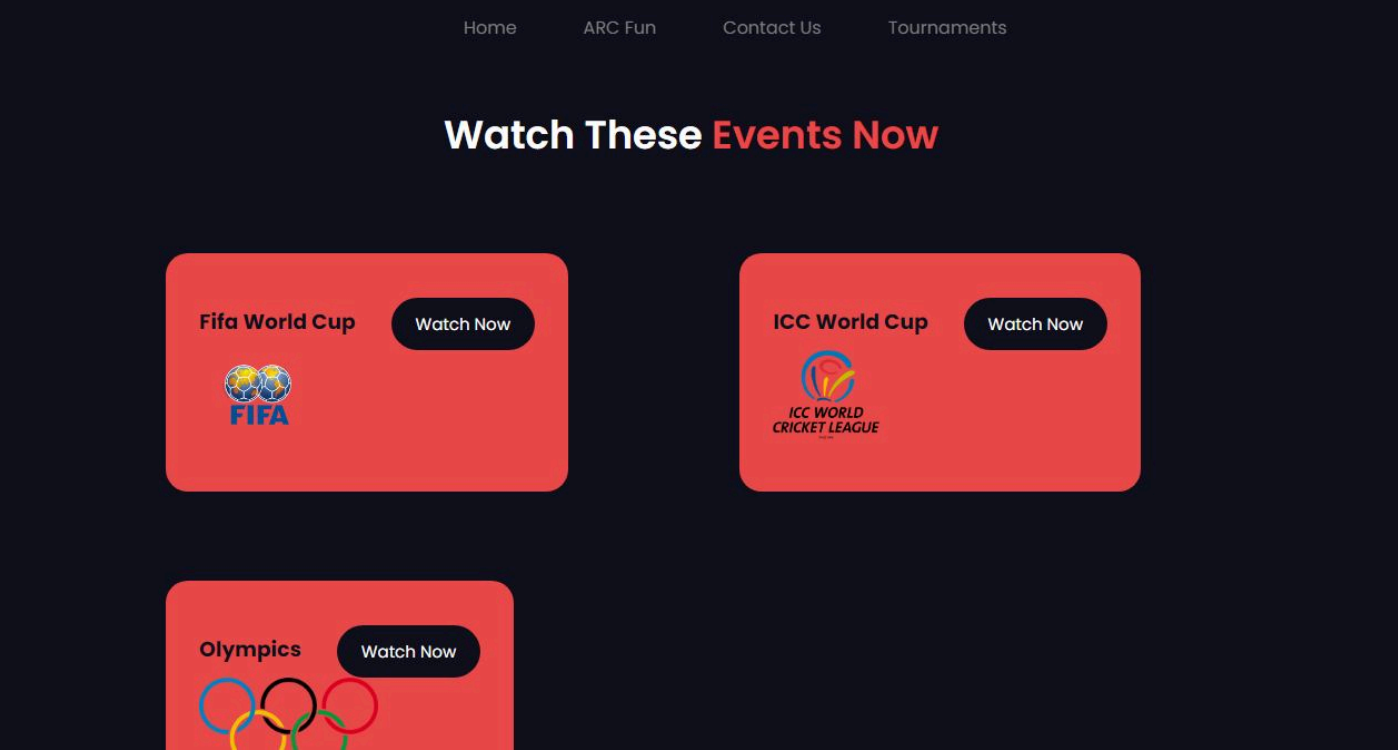 Home ARC Fun Contact Us Tournaments
Watch These Events Now
Fifa World Cup Watch Now
FIFA
ICC World Cup Watch Now
ICC WORLD
CRICKET LEAGUE
Olympics Watch Now